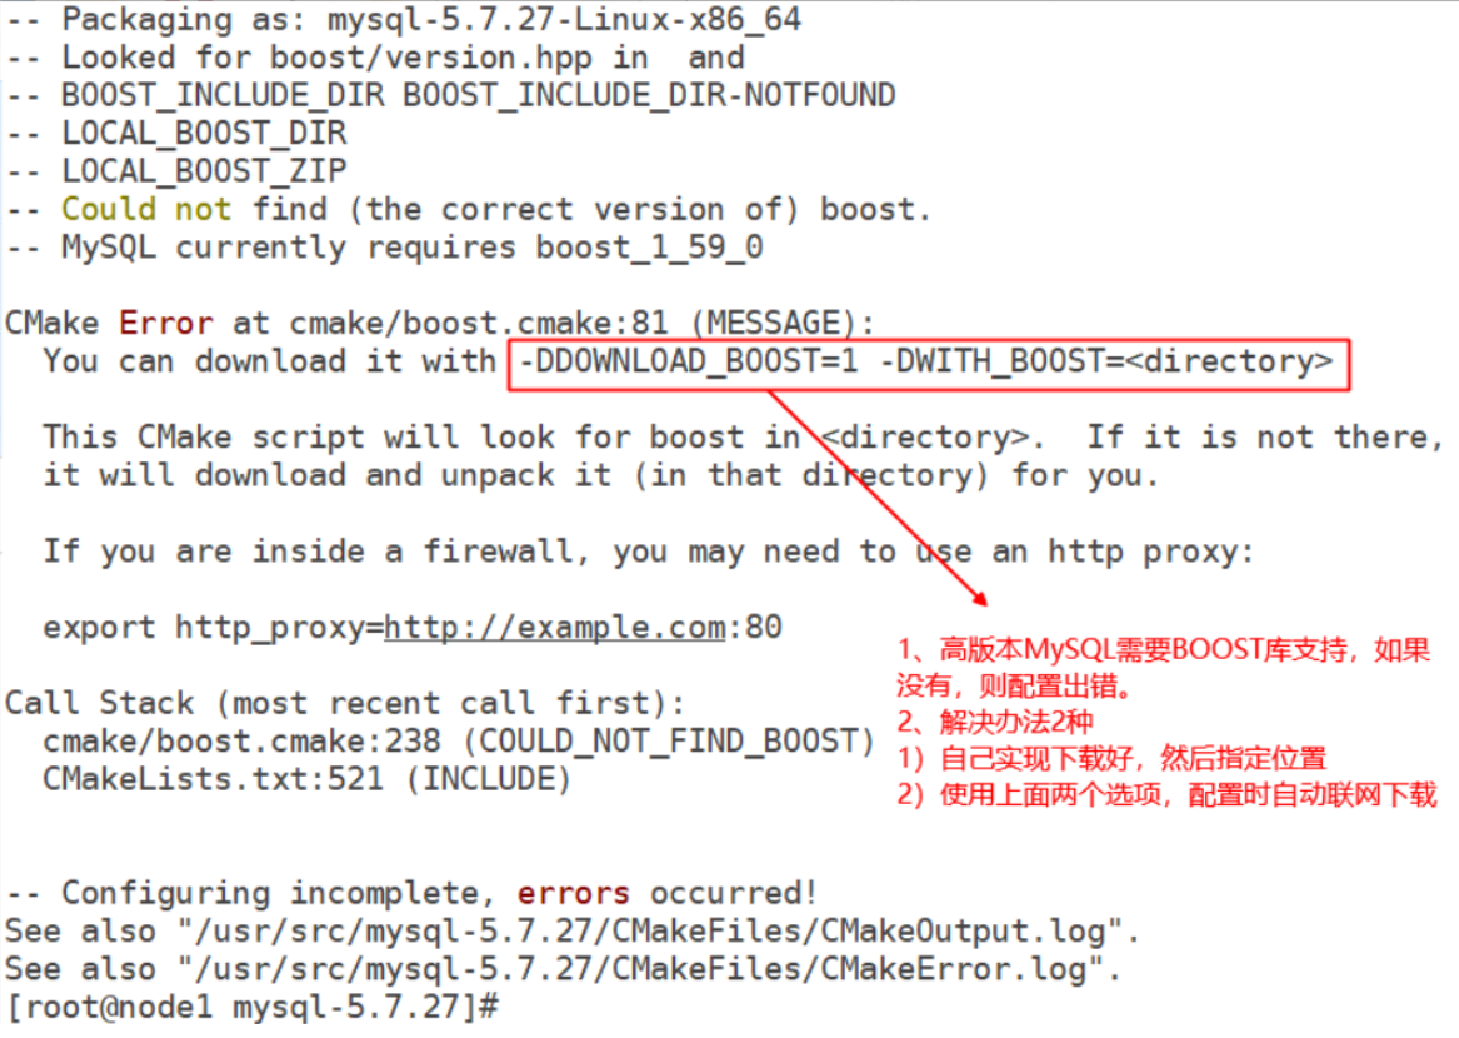 -- Packaging as: mysql-5.7.27-Linux-x86_64
-- Looked for boost/version.hpp in  and
-- BOOST_INCLUDE_DIR BOOST_INCLUDE_DIR-NOTFOUND
-- LOCAL_BOOST_DIR
-- LOCAL_BOOST_ZIP
-- Could not find (the correct version of) boost.
-- MySQL currently requires boost_1_59_0
CMake Error at cmake/boost.cmake:81 (MESSAGE):
You can download it with -DDOWNLOAD_BOOST=1 -DWITH_BOOST=<directory>
This CMake script will look for boost in <directory>.  If it is not there,
it will download and unpack it (in that directory) for you.
If you are inside a firewall, you may need to use an http proxy:
export http_proxy=http://example.com:80
1、高版本MySQL需要BOOST库支持，如果
没有，则配置出错。
2、解决办法2种
1）自己实现下载好，然后指定位置
2）使用上面两个选项，配置时自动联网下载
Call Stack (most recent call first):
cmake/boost.cmake:238 (COULD_NOT_FIND_BOOST)
CMakeLists.txt:521 (INCLUDE)
-- Configuring incomplete, errors occurred!
See also "/usr/src/mysql-5.7.27/CMakeFiles/CMakeOutput.log".
See also "/usr/src/mysql-5.7.27/CMakeFiles/CMakeError.log".
[root@node1 mysql-5.7.27]#